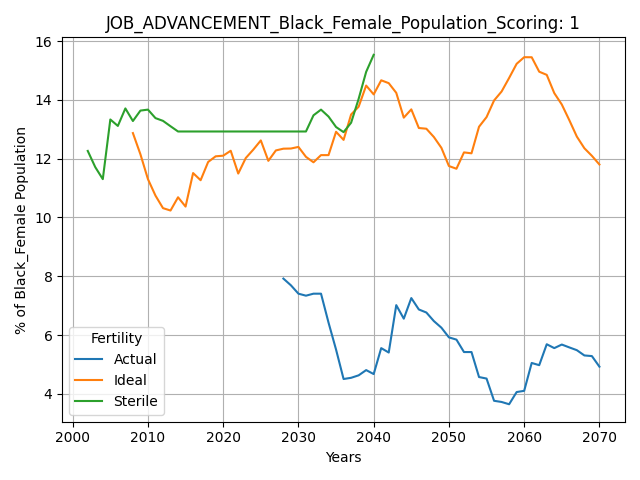 JOB_ADVANCEMENT_Black_Female_Population_Scoring: 1
% of Black_Female Population
16
14
12
10
8
6
4
Fertility
Actual
Ideal
Sterile
2000 2010 2020 2030 2040 2050 2060 2070
Years